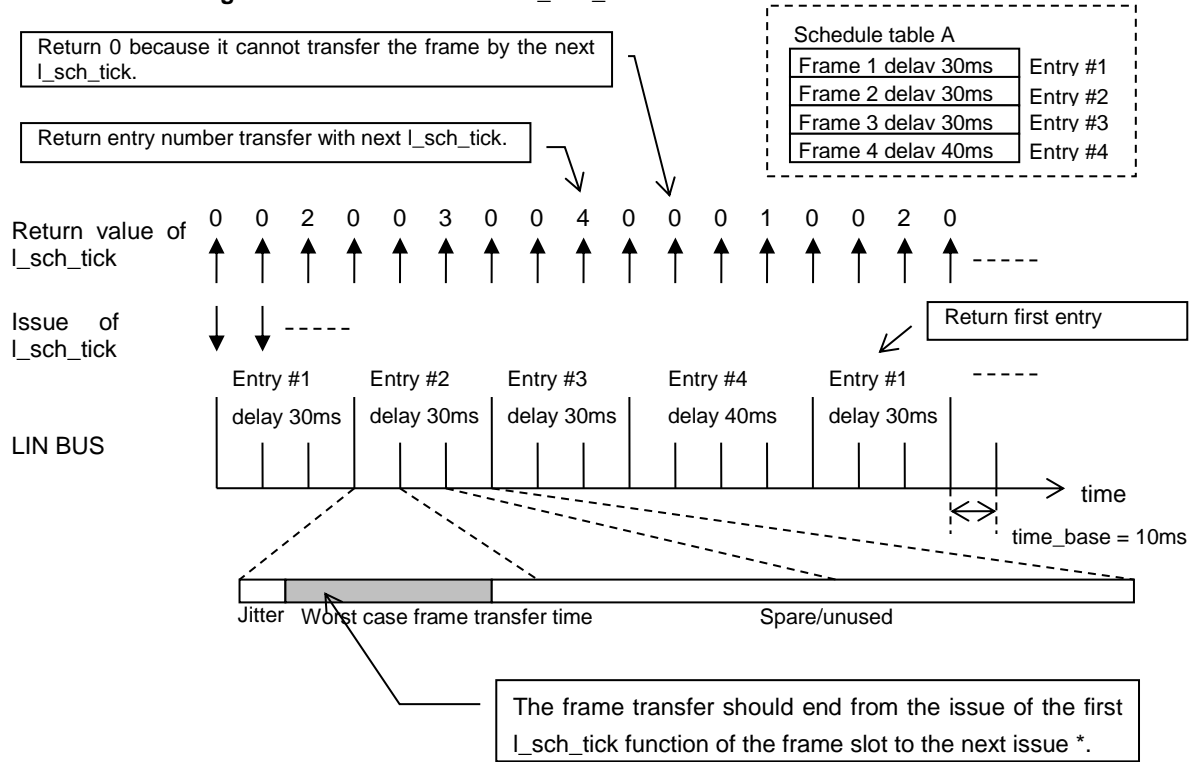 Return 0 because it cannot transfer the frame by the next
l_sch_tick.
Schedule table A
Frame 1 delay 30ms Entry #1
Frame 2 delay 30ms Entry #2
Frame 3 delay 30ms Entry #3
Frame 4 delay 40ms Entry #4
Return entry number transfer with next l_sch_tick.
Return value of
l_sch_tick
0 0 2 0 0 3 0 0 4 0 0 0 1 0 0 2 0
Issue of
l_sch_tick
Return first entry
Entry #1 Entry #2 Entry #3 Entry #4 Entry #1
delay 30ms delay 30ms delay 30ms delay 40ms delay 30ms
LIN BUS
time
time_base = 10ms
Jitter Worst case frame transfer time Spare/unused
The frame transfer should end from the issue of the first
l_sch_tick function of the frame slot to the next issue *.